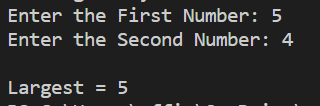 Enter the First Number: 5
Enter the Second Number: 4
Largest = 5